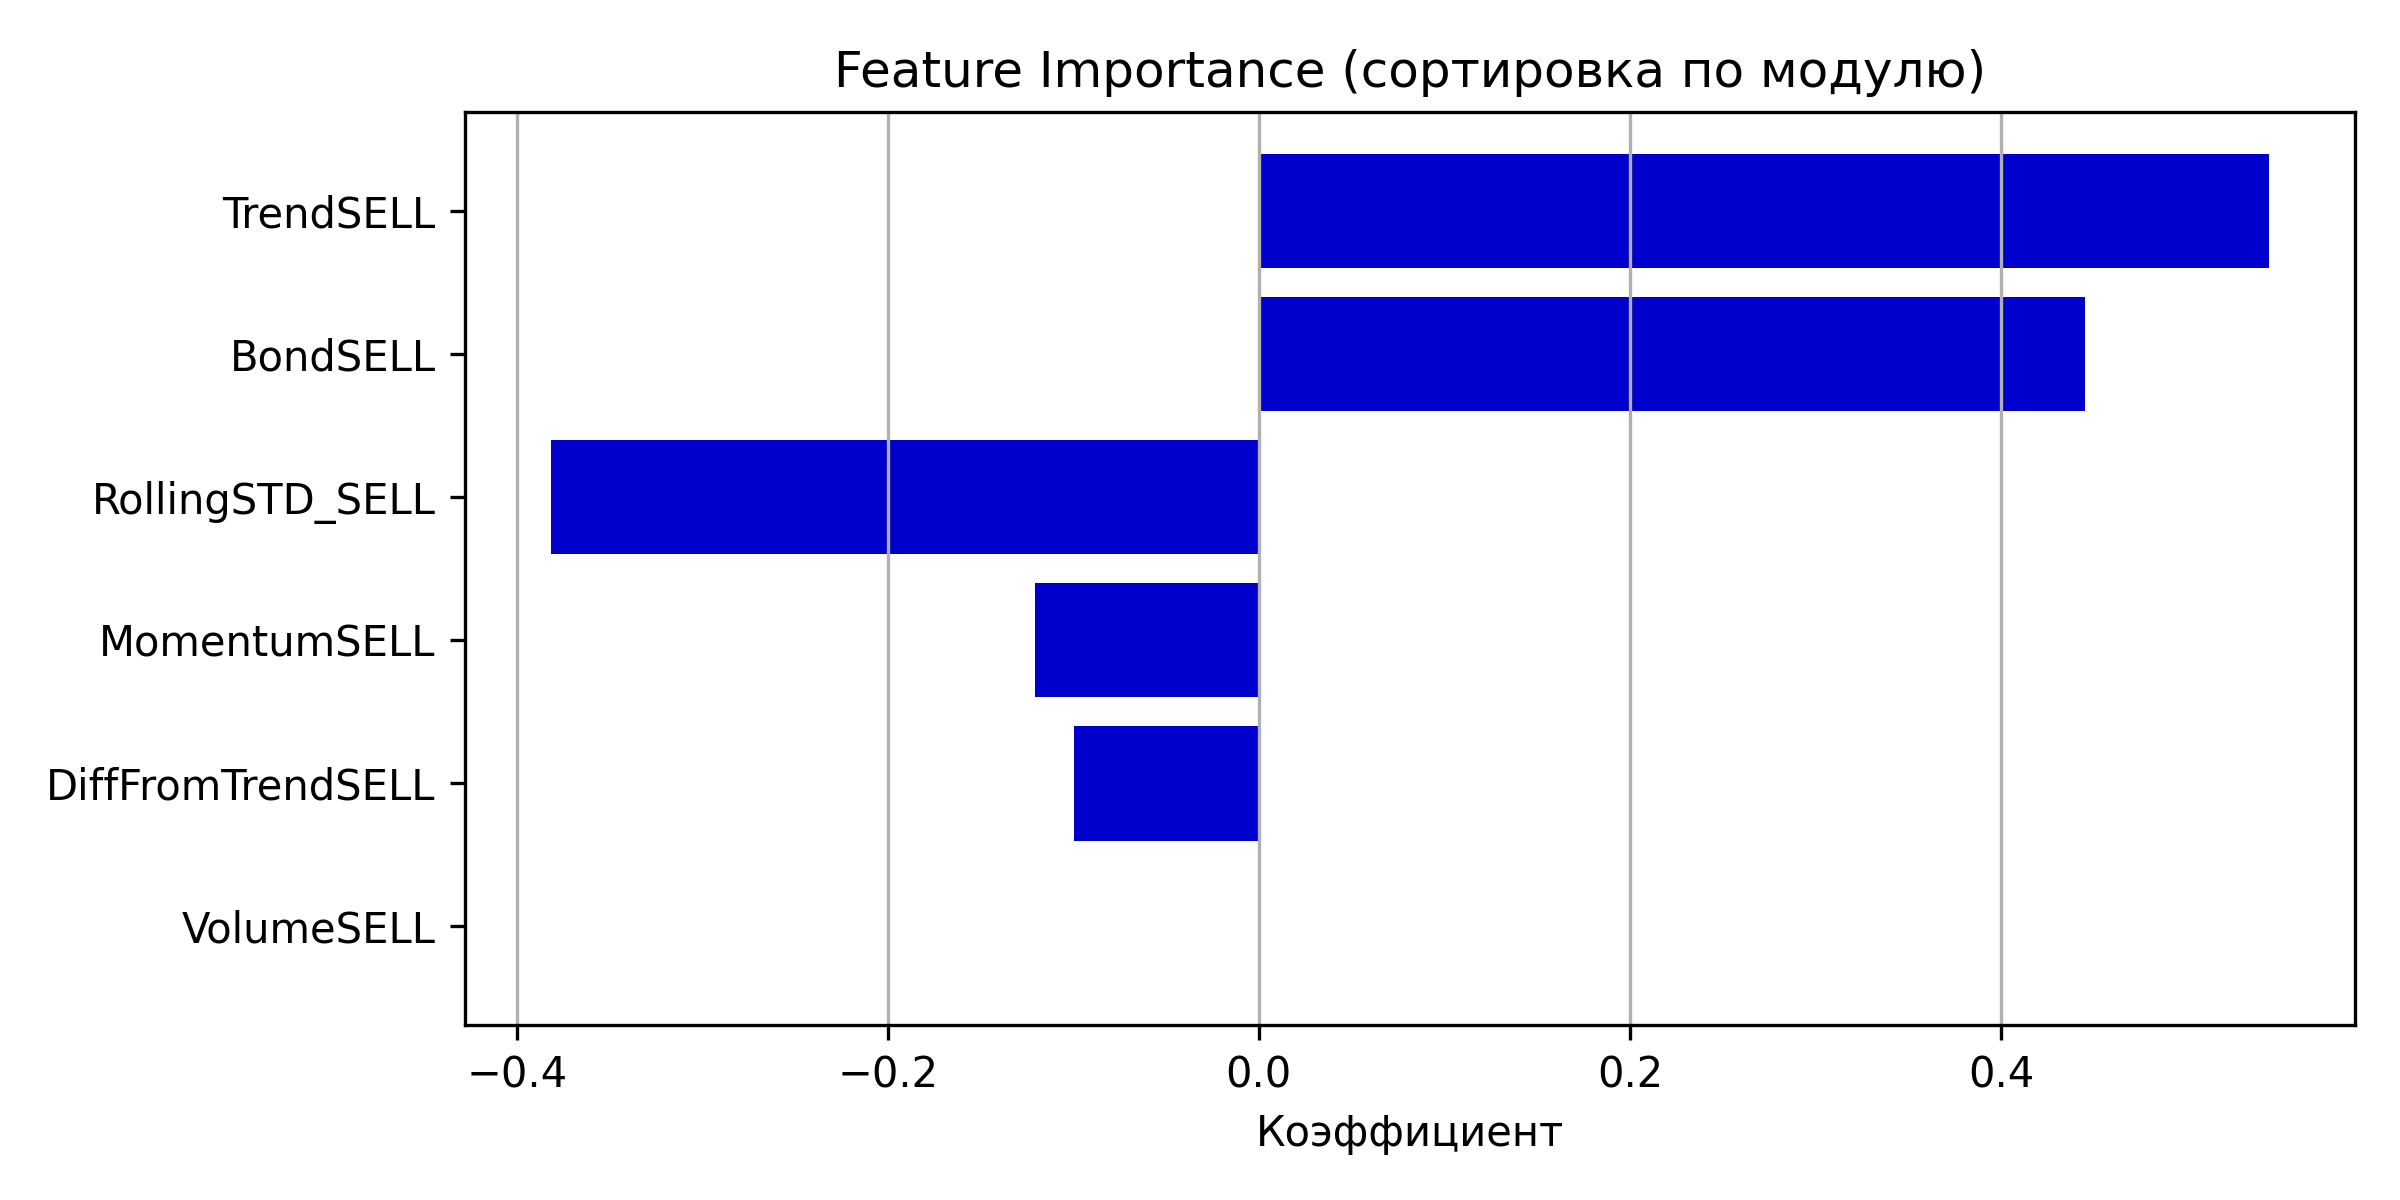 Feature Importance (сортировка по модулю)
TrendSELL
BondSELL
RollingSTD_SELL
MomentumSELL
DiffFromTrendSELL
VolumeSELL
−0.4 −0.2 0.0 0.2 0.4
Коэффициент